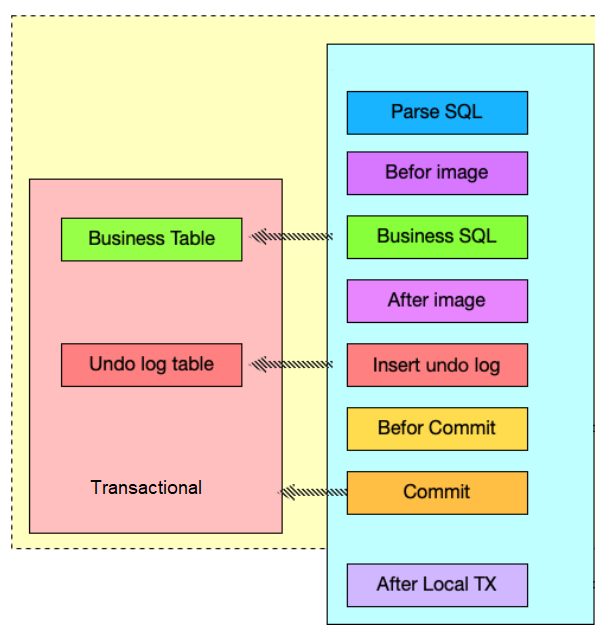 Parse SQL
Befor image
Business Table
Business SQL
After image
Undo log table
Insert undo log
Befor Commit
Transactional
Commit
After Local TX